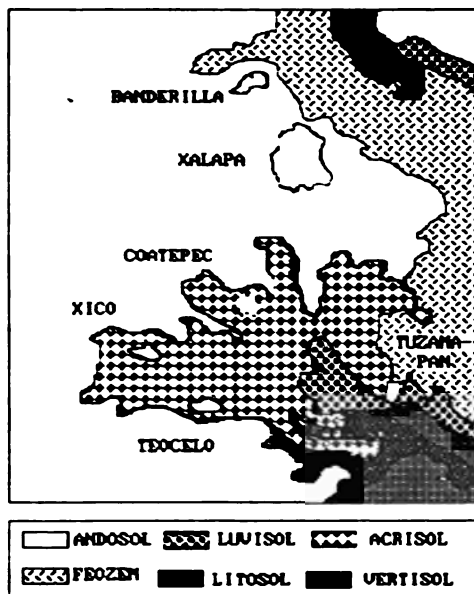 BANDERILLA
XALAPA
COATEPEC
XICO
TUZAMA-
PAN
TEOCELO
ANDOSOL LUVISOL ACRISOL
FEOZEM LITOSOL VERTISOL